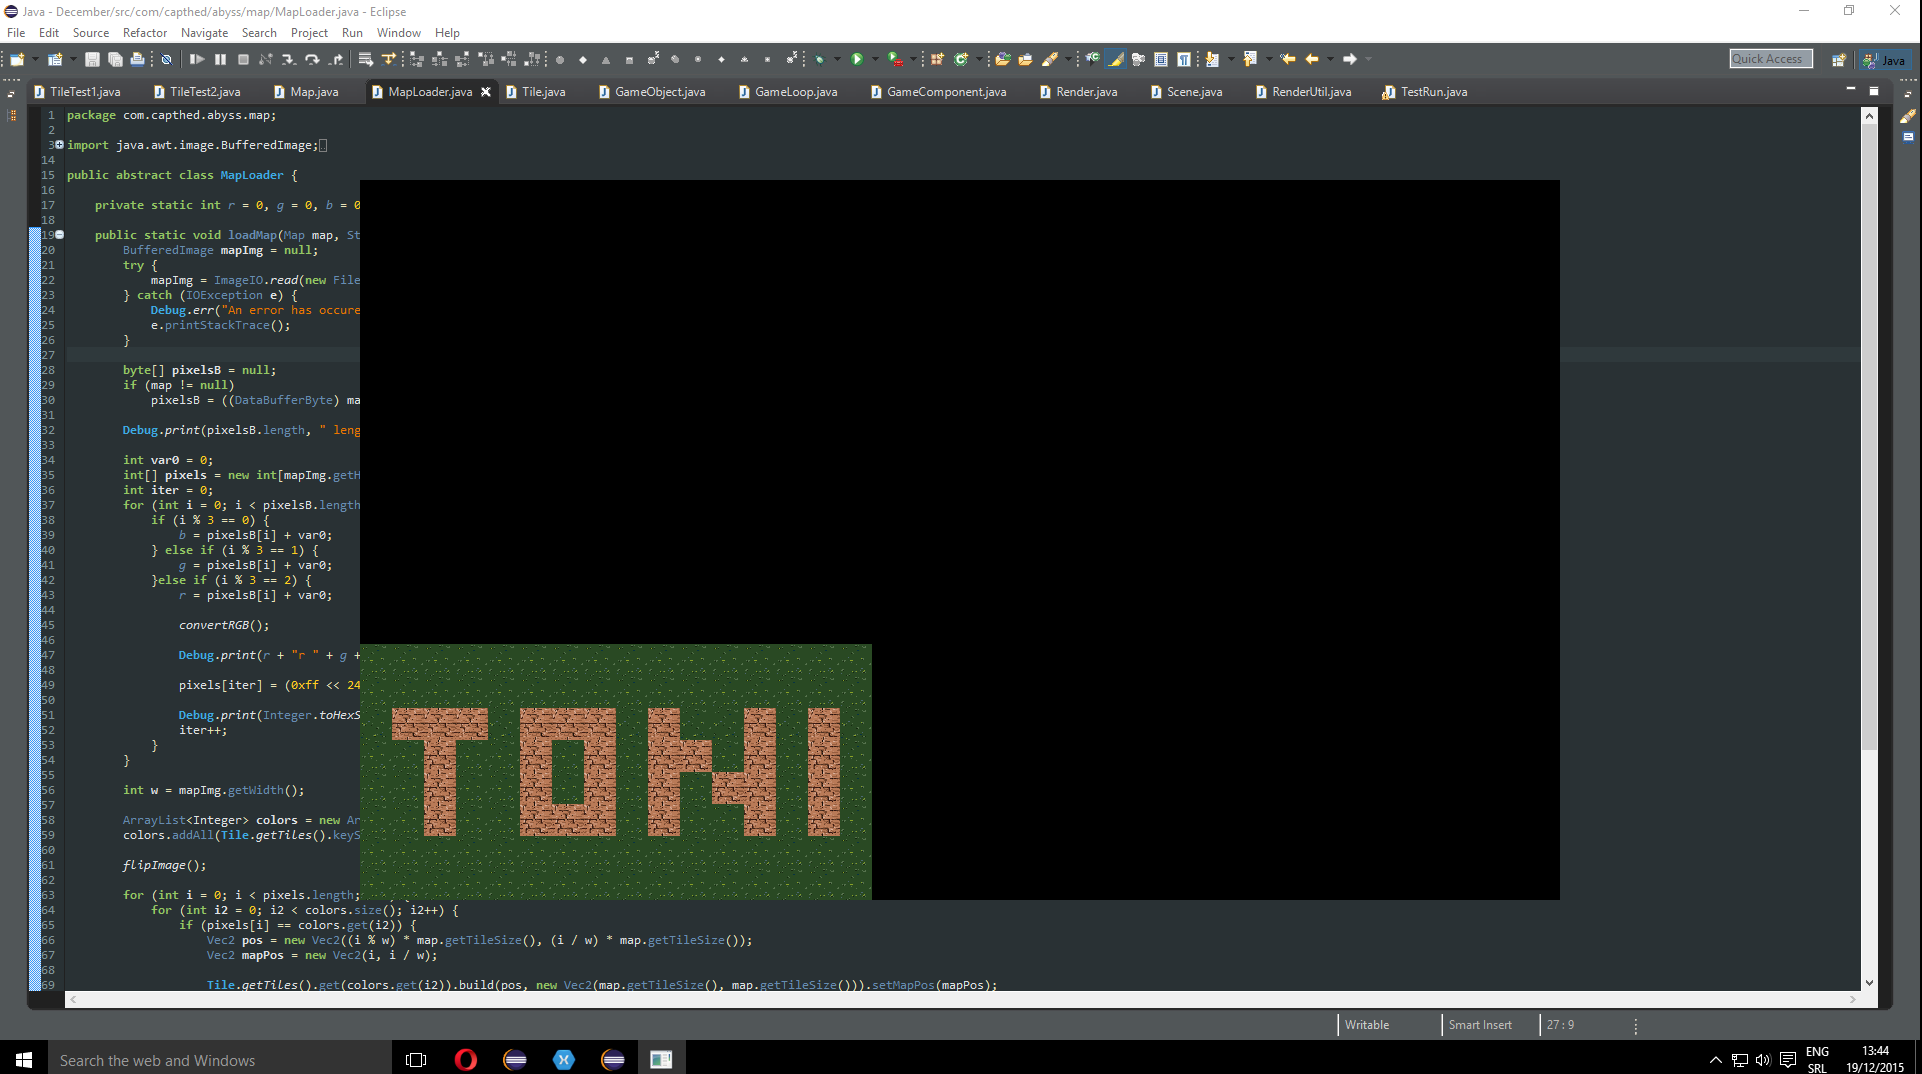 Java - December/src/com/capthed/abyss/map/MapLoader.java - Eclipse
File Edit Source Refactor Navigate Search Project Run Window Help
Quick Access
Java
TileTest1.java TileTest2.java Map.java MapLoader.java Tile.java GameObject.java GameLoop.java GameComponent.java Render.java Scene.java RenderUtil.java TestRun.java
1 package com.capthed.abyss.map;
2
3 import java.awt.image.BufferedImage;
14
15 public abstract class MapLoader {
16
17 private static int r = 0, g = 0, b = 0
18
19 public static void loadMap(Map map, St
20 BufferedImage mapImg = null;
21 try {
22 mapImg = ImageIO.read(new File
23 } catch (IOException e) {
24 Debug.err("An error has occure
25 e.printStackTrace();
26 }
27
28 byte[] pixelsB = null;
29 if (map != null)
30 pixelsB = ((DataBufferByte) ma
31
32 Debug.print(pixelsB.length, " leng
33
34 int var0 = 0;
35 int[] pixels = new int[mapImg.getH
36 int iter = 0;
37 for (int i = 0; i < pixelsB.length
38 if (i % 3 == 0) {
39 b = pixelsB[i] + var0;
40 } else if (i % 3 == 1) {
41 g = pixelsB[i] + var0;
42 }else if (i % 3 == 2) {
43 r = pixelsB[i] + var0;
44
45 convertRGB();
46
47 Debug.print(r + "r " + g +
48
49 pixels[iter] = (0xff << 24
50
51 Debug.print(Integer.toHexS
52 iter++;
53 }
54 }
55
56 int w = mapImg.getWidth();
57
58 ArrayList<Integer> colors = new Ar
59 colors.addAll(Tile.getTiles().keyS
60
61 flipImage();
62
63 for (int i = 0; i < pixels.length;
64 for (int i2 = 0; i2 < colors.size(); i2++) {
65 if (pixels[i] == colors.get(i2)) {
66 Vec2 pos = new Vec2((i % w) * map.getTileSize(), (i / w) * map.getTileSize());
67 Vec2 mapPos = new Vec2(i, i / w);
68
69 Tile.getTiles().get(colors.get(i2)).build(pos, new Vec2(map.getTileSize(), map.getTileSize())).setMapPos(mapPos);
TONI
Writable Smart Insert 27 : 9
Search the web and Windows
ENG
SRL
13:44
19/12/2015